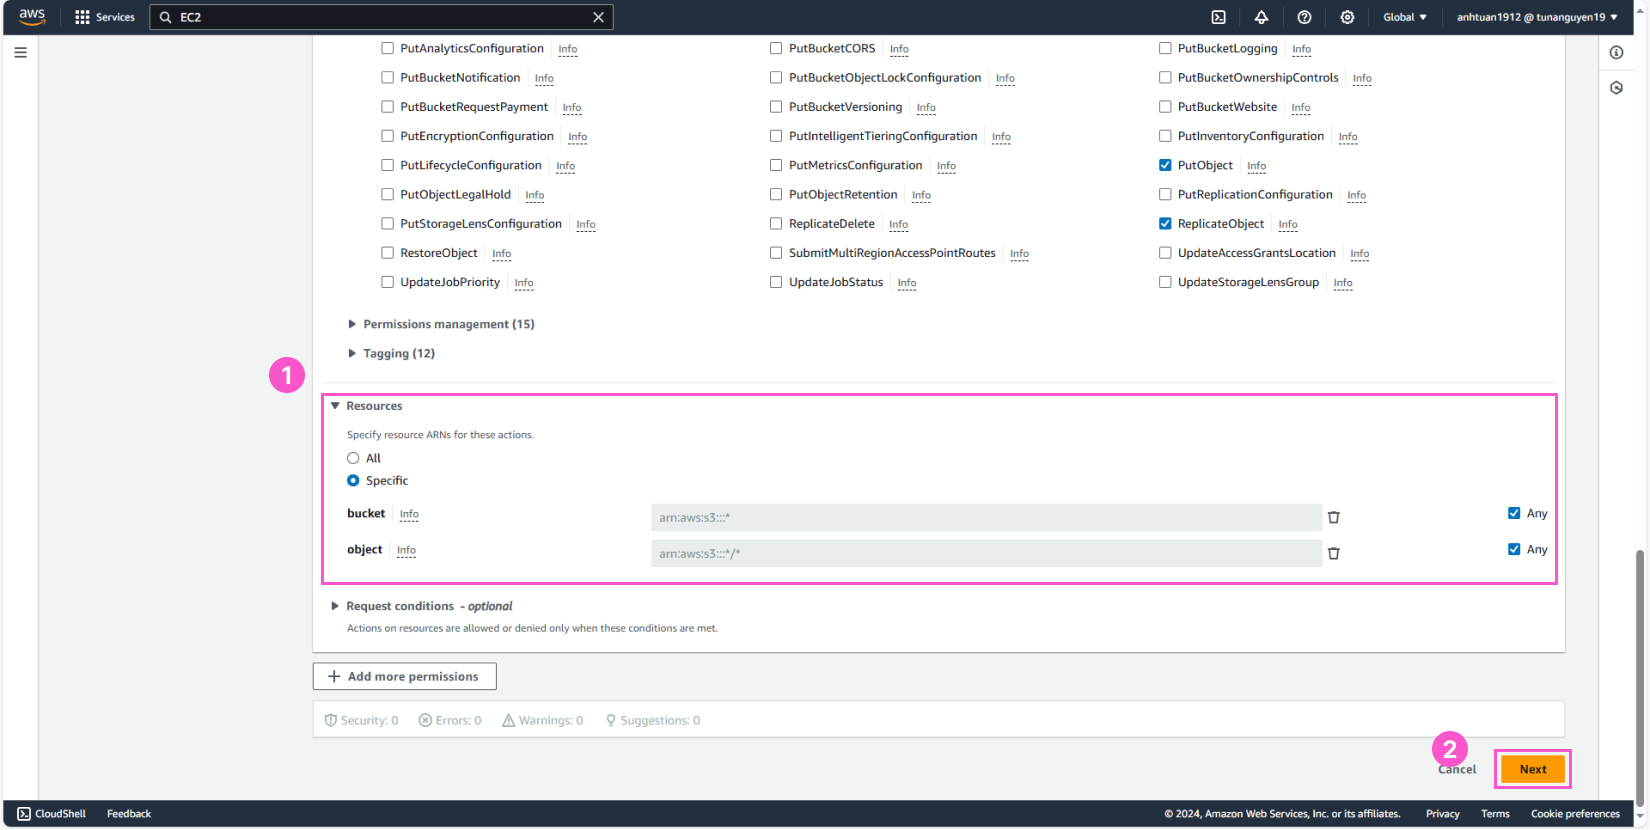 aws Services EC2 Global anhtuan1912 @ tunanguyen19
PutAnalyticsConfiguration Info PutBucketCORS Info PutBucketLogging Info
PutBucketNotification Info PutBucketObjectLockConfiguration Info PutBucketOwnershipControls Info
PutBucketRequestPayment Info PutBucketVersioning Info PutBucketWebsite Info
PutEncryptionConfiguration Info PutIntelligentTieringConfiguration Info PutInventoryConfiguration Info
PutLifecycleConfiguration Info PutMetricsConfiguration Info PutObject Info
PutObjectLegalHold Info PutObjectRetention Info PutReplicationConfiguration Info
PutStorageLensConfiguration Info ReplicateDelete Info ReplicateObject Info
RestoreObject Info SubmitMultiRegionAccessPointRoutes Info UpdateAccessGrantsLocation Info
UpdateJobPriority Info UpdateJobStatus Info UpdateStorageLensGroup Info
Permissions management (15)
Tagging (12)
1
Resources
Specify resource ARNs for these actions.
All
Specific
bucket Info arn:aws:s3:::* Any
object Info arn:aws:s3:::*/* Any
Request conditions - optional
Actions on resources are allowed or denied only when these conditions are met.
Add more permissions
Security: 0 Errors: 0 Warnings: 0 Suggestions: 0
2
Cancel Next
CloudShell Feedback © 2024, Amazon Web Services, Inc. or its affiliates. Privacy Terms Cookie preferences